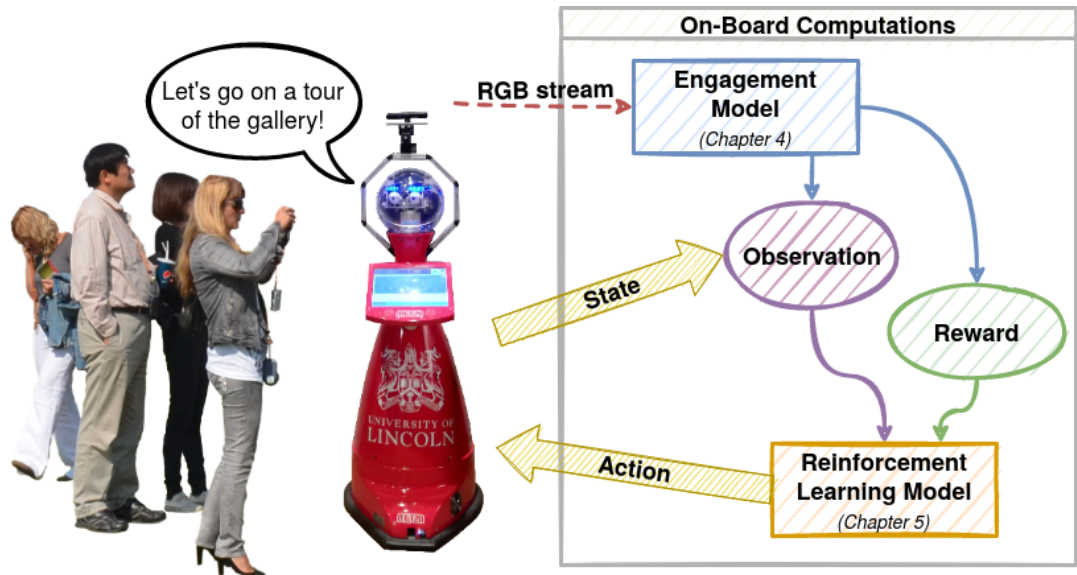 On-Board Computations
Let's go on a tour
of the gallery!
RGB stream
Engagement
Model
(Chapter 4)
Observation
State
Reward
UNIVERSITY OF
LINCOLN
Action
Reinforcement
Learning Model
(Chapter 5)